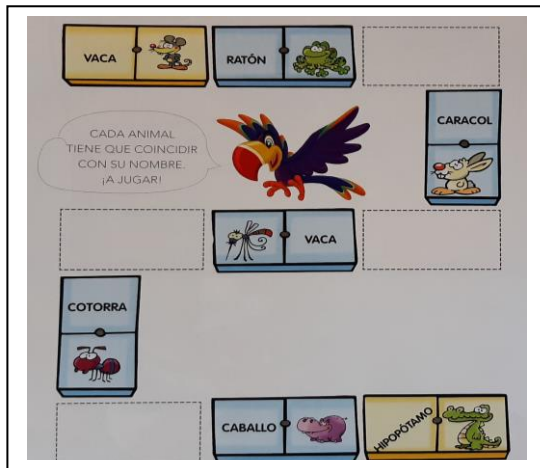 VACA
RATÓN
CARACOL
CADA ANIMAL
TIENE QUE COINCIDIR
CON SU NOMBRE.
¡A JUGAR!
VACA
COTORRA
CABALLO
HIPOPÓTAMO